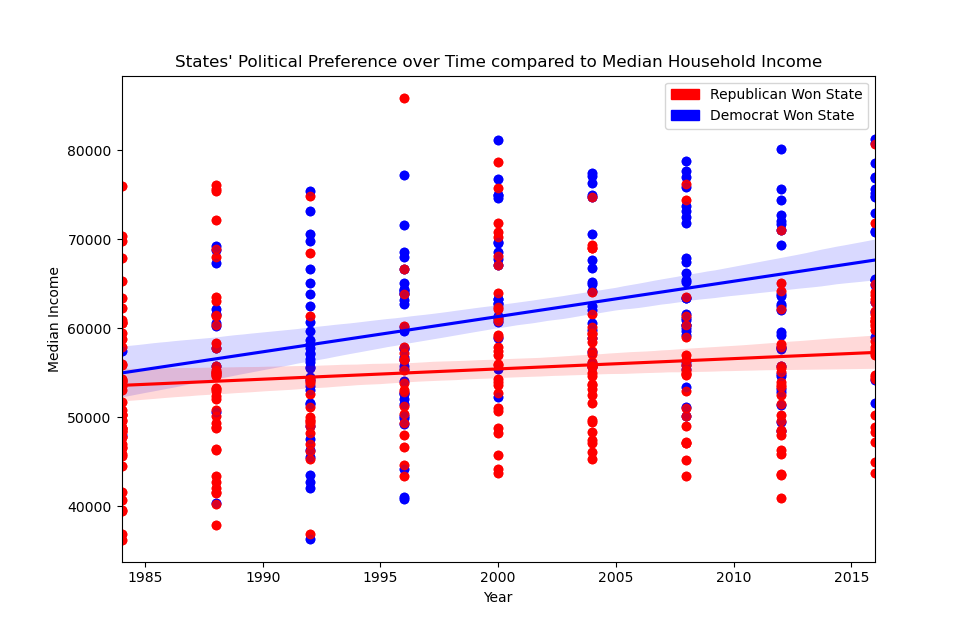 States' Political Preference over Time compared to Median Household Income
Republican Won State
Democrat Won State
80000
70000
60000
50000
40000
Median Income
1985 1990 1995 2000 2005 2010 2015
Year